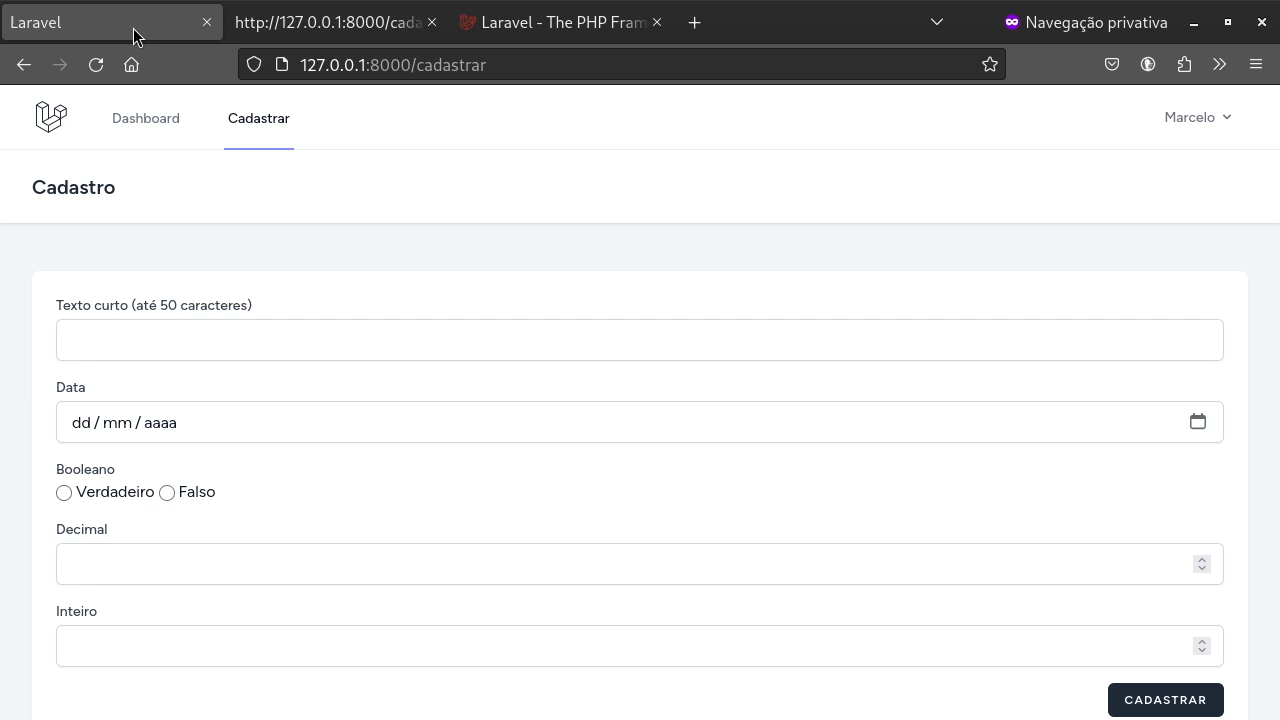 Laravel
http://127.0.0.1:8000/cada
Laravel - The PHP Fram
Navegação privativa
127.0.0.1:8000/cadastrar
Dashboard
Cadastrar
Marcelo
Cadastro
Texto curto (até 50 caracteres)
Data
dd / mm / aaaa
Booleano
Verdadeiro Falso
Decimal
Inteiro
CADASTRAR